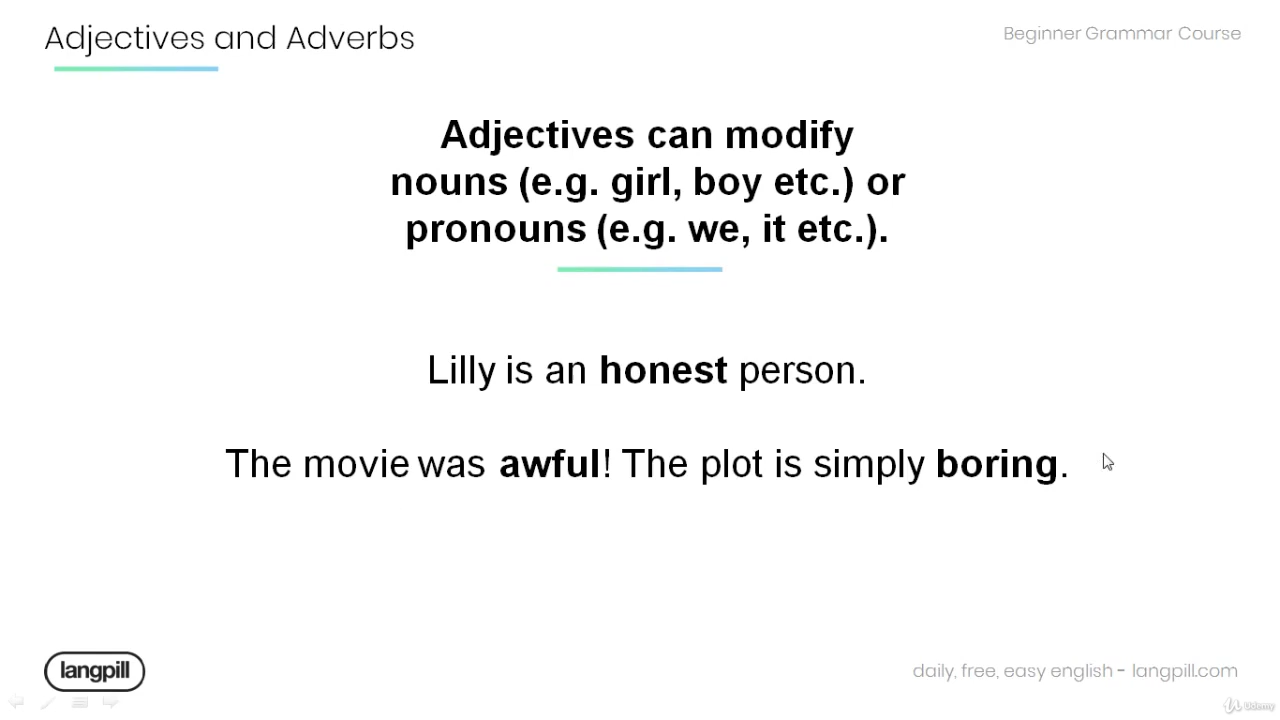 Adjectives and Adverbs
Beginner Grammar Course
Adjectives can modify
nouns (e.g. girl, boy etc.) or
pronouns (e.g. we, it etc.).
Lilly is an honest person.
The movie was awful! The plot is simply boring.
langpill
daily, free, easy english - langpill.com
Udemy